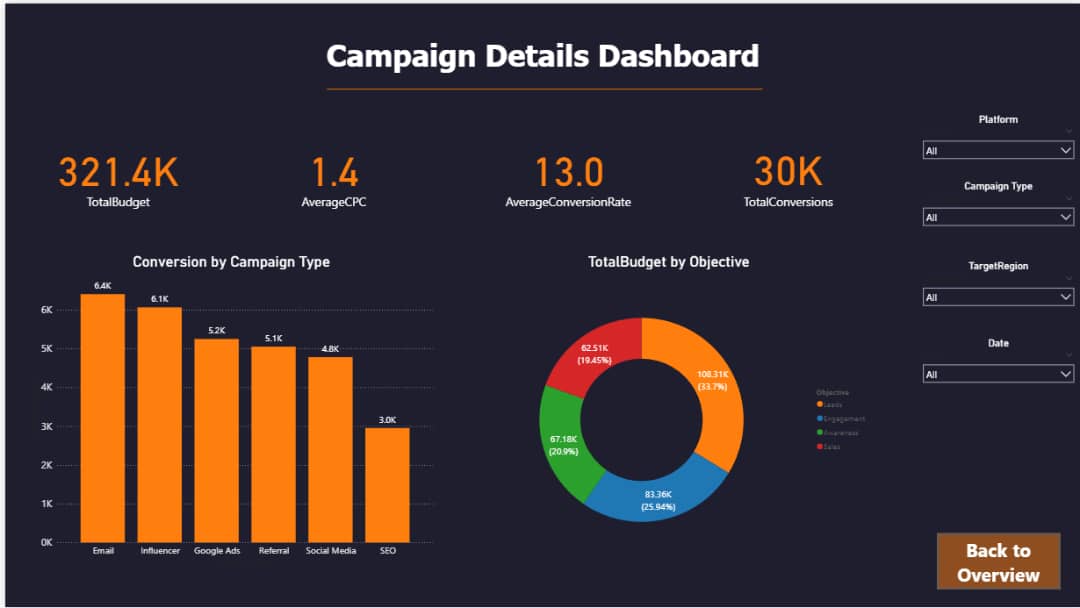 Campaign Details Dashboard
321.4K
TotalBudget
1.4
AverageCPC
13.0
AverageConversionRate
30K
TotalConversions
Platform
All
Campaign Type
All
TargetRegion
All
Date
All
Conversion by Campaign Type
6K
5K
4K
3K
2K
1K
0K
6.4K
6.1K
5.2K
5.1K
4.8K
3.0K
Email
Influencer
Google Ads
Referral
Social Media
SEO
TotalBudget by Objective
108.31K
(33.7%)
83.36K
(25.94%)
67.18K
(20.9%)
62.51K
(19.45%)
Objective
Leads
Engagement
Awareness
Sales
Back to
Overview